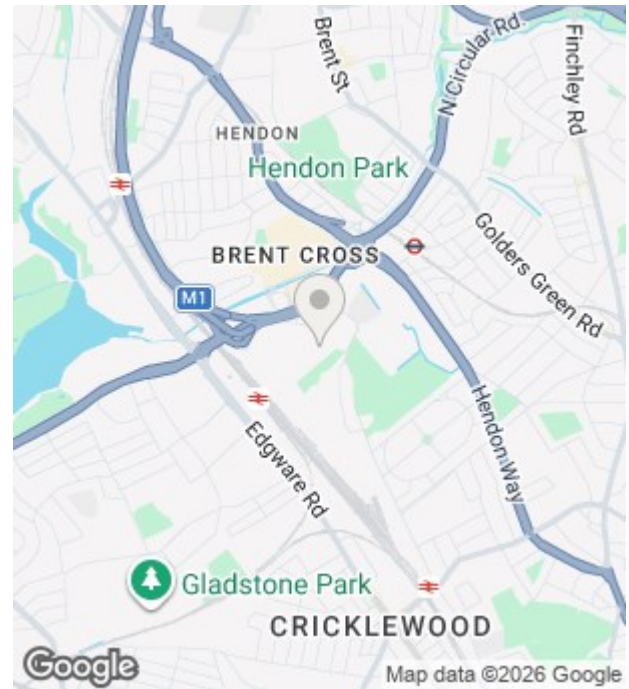 Brent St
N Circular Rd.
Finchley Rd
HENDON
Hendon Park
BRENT CROSS
Golders Green Rd
M1
Hendon Way
Edgware Rd
Gladstone Park
CRICKLEWOOD
Google
Map data ©2026 Google